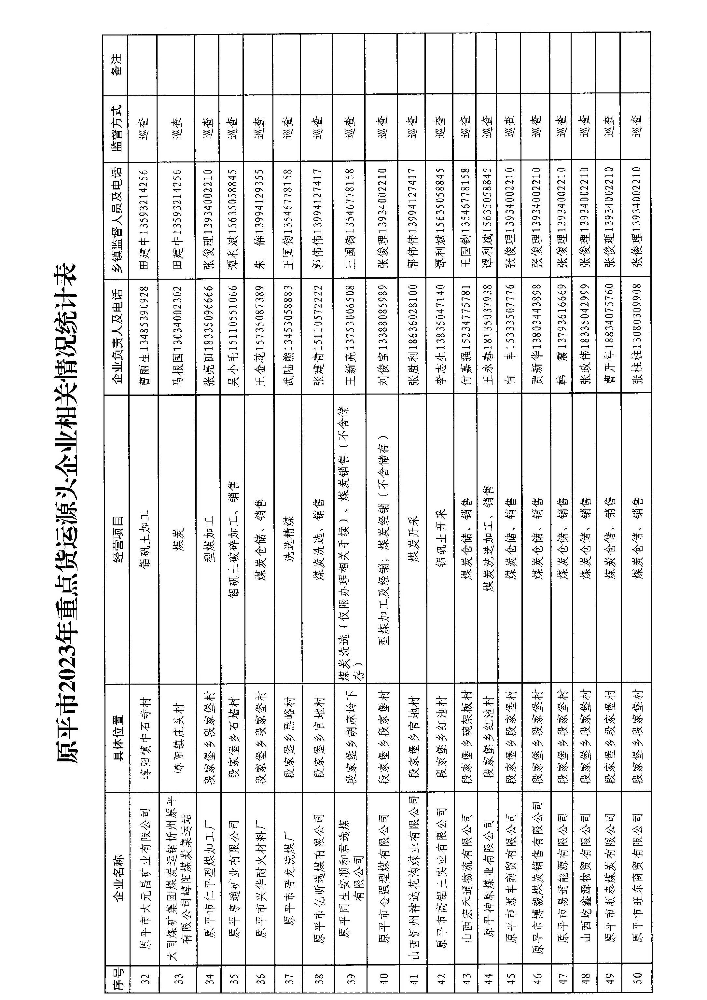 原平市2023年重点货运源头企业相关情况统计表
序号 企业名称 具体位置 经营项目 企业负责人及电话 乡镇监督人员及电话 监督方式 备注
32 原平市大元昌矿业有限公司 崞阳镇中石寺村 铝矾土加工 曹丽生13485390928 田建中13593214256 巡查
33 大同煤矿集团煤炭运销忻州原平
有限公司崞阳煤炭集运站 崞阳镇庄头村 煤炭 马根国13034002302 田建中13593214256 巡查
34 原平市仁平型煤加工厂 段家堡乡段家堡村 型煤加工 张亮田18335096666 张俊理13934002210 巡查
35 原平亨通矿业有限公司 段家堡乡石墙村 铝矾土破碎加工、销售 吴小毛15110551066 谭利斌15635058845 巡查
36 原平市兴华耐火材料厂 段家堡乡段家堡村 煤炭仓储、销售 王金花15735087389 朱 13994129355 巡查
37 原平市晋龙洗煤厂 段家堡乡黑峪村 洗选精煤 武陆熊13453058883 王国钧13546778158 巡查
38 原平市亿昕选煤有限公司 段家堡乡官地村 煤炭洗选、销售 张建青15110572222 郭伟伟13994127417 巡查
39 原平同生安顺和君选煤
有限公司 段家堡乡胡麻岭下 煤炭洗选（仅限办理相关手续）、煤炭销售（不含储
存） 王新亮13753006508 王国钧13546778158 巡查
40 原平市金强型煤有限公司 段家堡乡段家堡村 型煤加工及经销；煤炭经销（不含储存） 刘俊宝13388085989 张俊理13934002210 巡查
41 山西忻州神达花沟煤业有限公司 段家堡乡官地村 煤炭开采 张胜利18636028100 郭伟伟13994127417 巡查
42 原平市高铝土实业有限公司 段家堡乡红池村 铝矾土开采 李志生13835047140 谭利斌15635058845 巡查
43 山西宏禾通物流有限公司 段家堡乡碗架板村 煤炭仓储、销售 付嘉强15234775781 王国钧13546778158 巡查
44 原平神原煤业有限公司 段家堡乡红池村 煤炭洗选加工、销售 王永春18135037938 谭利斌15635058845 巡查
45 原平市源丰商贸有限公司 段家堡乡段家堡村 煤炭仓储、销售 白 丰15333507776 张俊理13934002210 巡查
46 原平市博毅煤炭销售有限公司 段家堡乡段家堡村 煤炭仓储、销售 贾新华13803443898 张俊理13934002210 巡查
47 原平市易通能源有限公司 段家堡乡段家堡村 煤炭仓储、销售 韩 震13793616669 张俊理13934002210 巡查
48 山西屹鑫源物贸有限公司 段家堡乡段家堡村 煤炭仓储、销售 张政伟18335042999 张俊理13934002210 巡查
49 原平市顺泰煤炭有限公司 段家堡乡段家堡村 煤炭仓储、销售 曹开年18834075760 张俊理13934002210 巡查
50 原平市旺东商贸有限公司 段家堡乡段家堡村 煤炭仓储、销售 张柱柱13080309908 张俊理13934002210 巡查